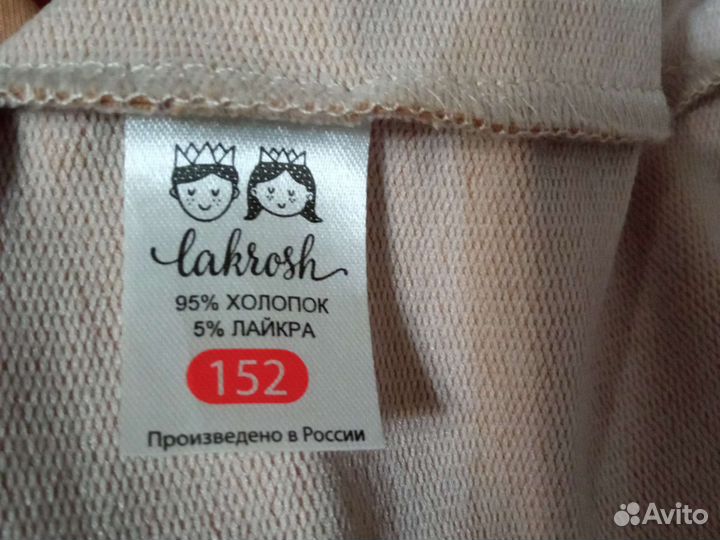 lakrosh
95% ХОЛОПОК
5% ЛАЙКРА
152
Произведено в России
Avito